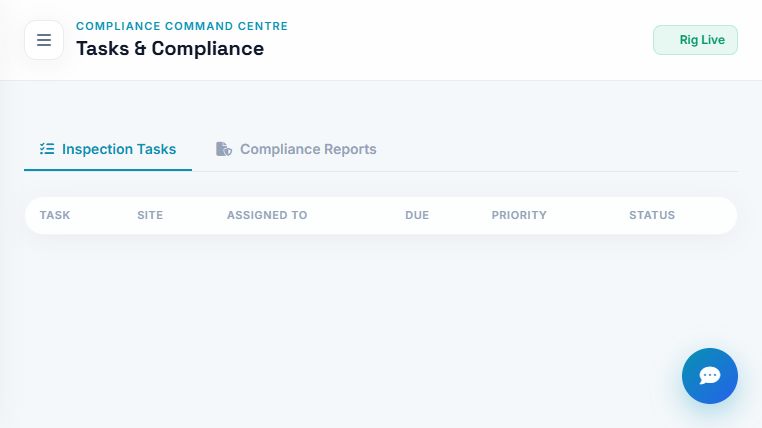 COMPLIANCE COMMAND CENTRE
Tasks & Compliance
Rig Live
Inspection Tasks
Compliance Reports
TASK SITE ASSIGNED TO DUE PRIORITY STATUS